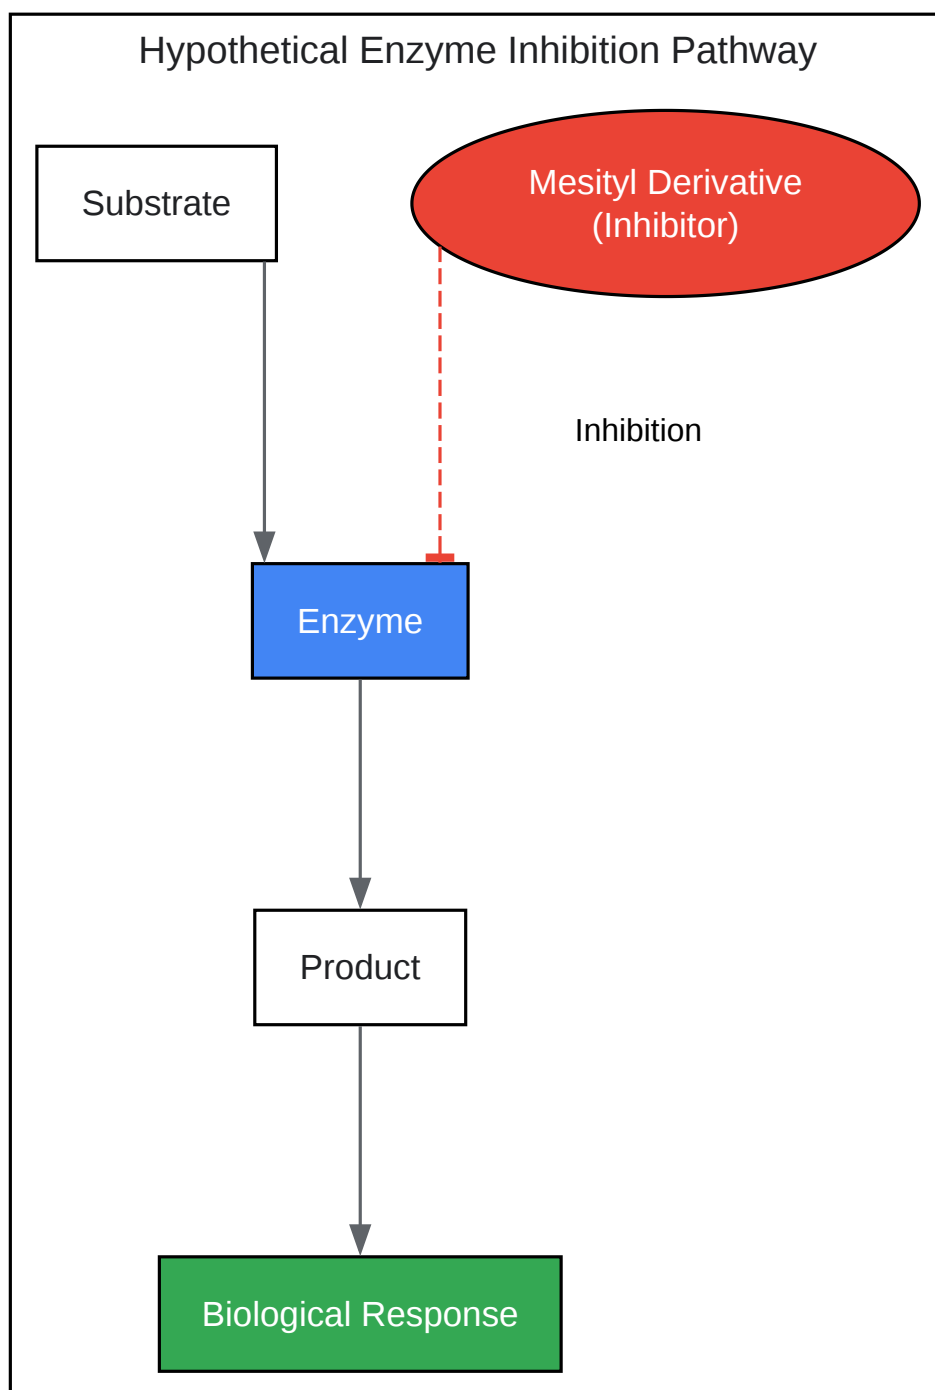 Hypothetical Enzyme Inhibition Pathway
Substrate
Mesityl Derivative
(Inhibitor)
Inhibition
Enzyme
Product
Biological Response